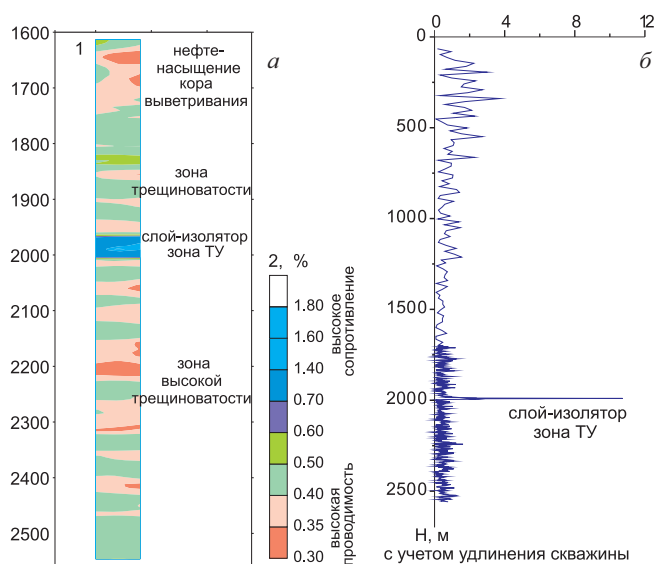 1600
1700
1800
1900
2000
2100
2200
2300
2400
2500
1
а
нефте-
насыщение
кора
выветривания
зона
трещиноватости
слой-изолятор
зона ТУ
зона
высокой
трещиноватости
2, %
1.80
1.60
1.40
0.70
0.60
0.50
0.40
0.35
0.30
высокое
сопротивление
высокая
проводимость
0 4 8 12
б
0
500
1000
1500
2000
2500
слой-изолятор
зона ТУ
Н, м
с учетом удлинения скважины